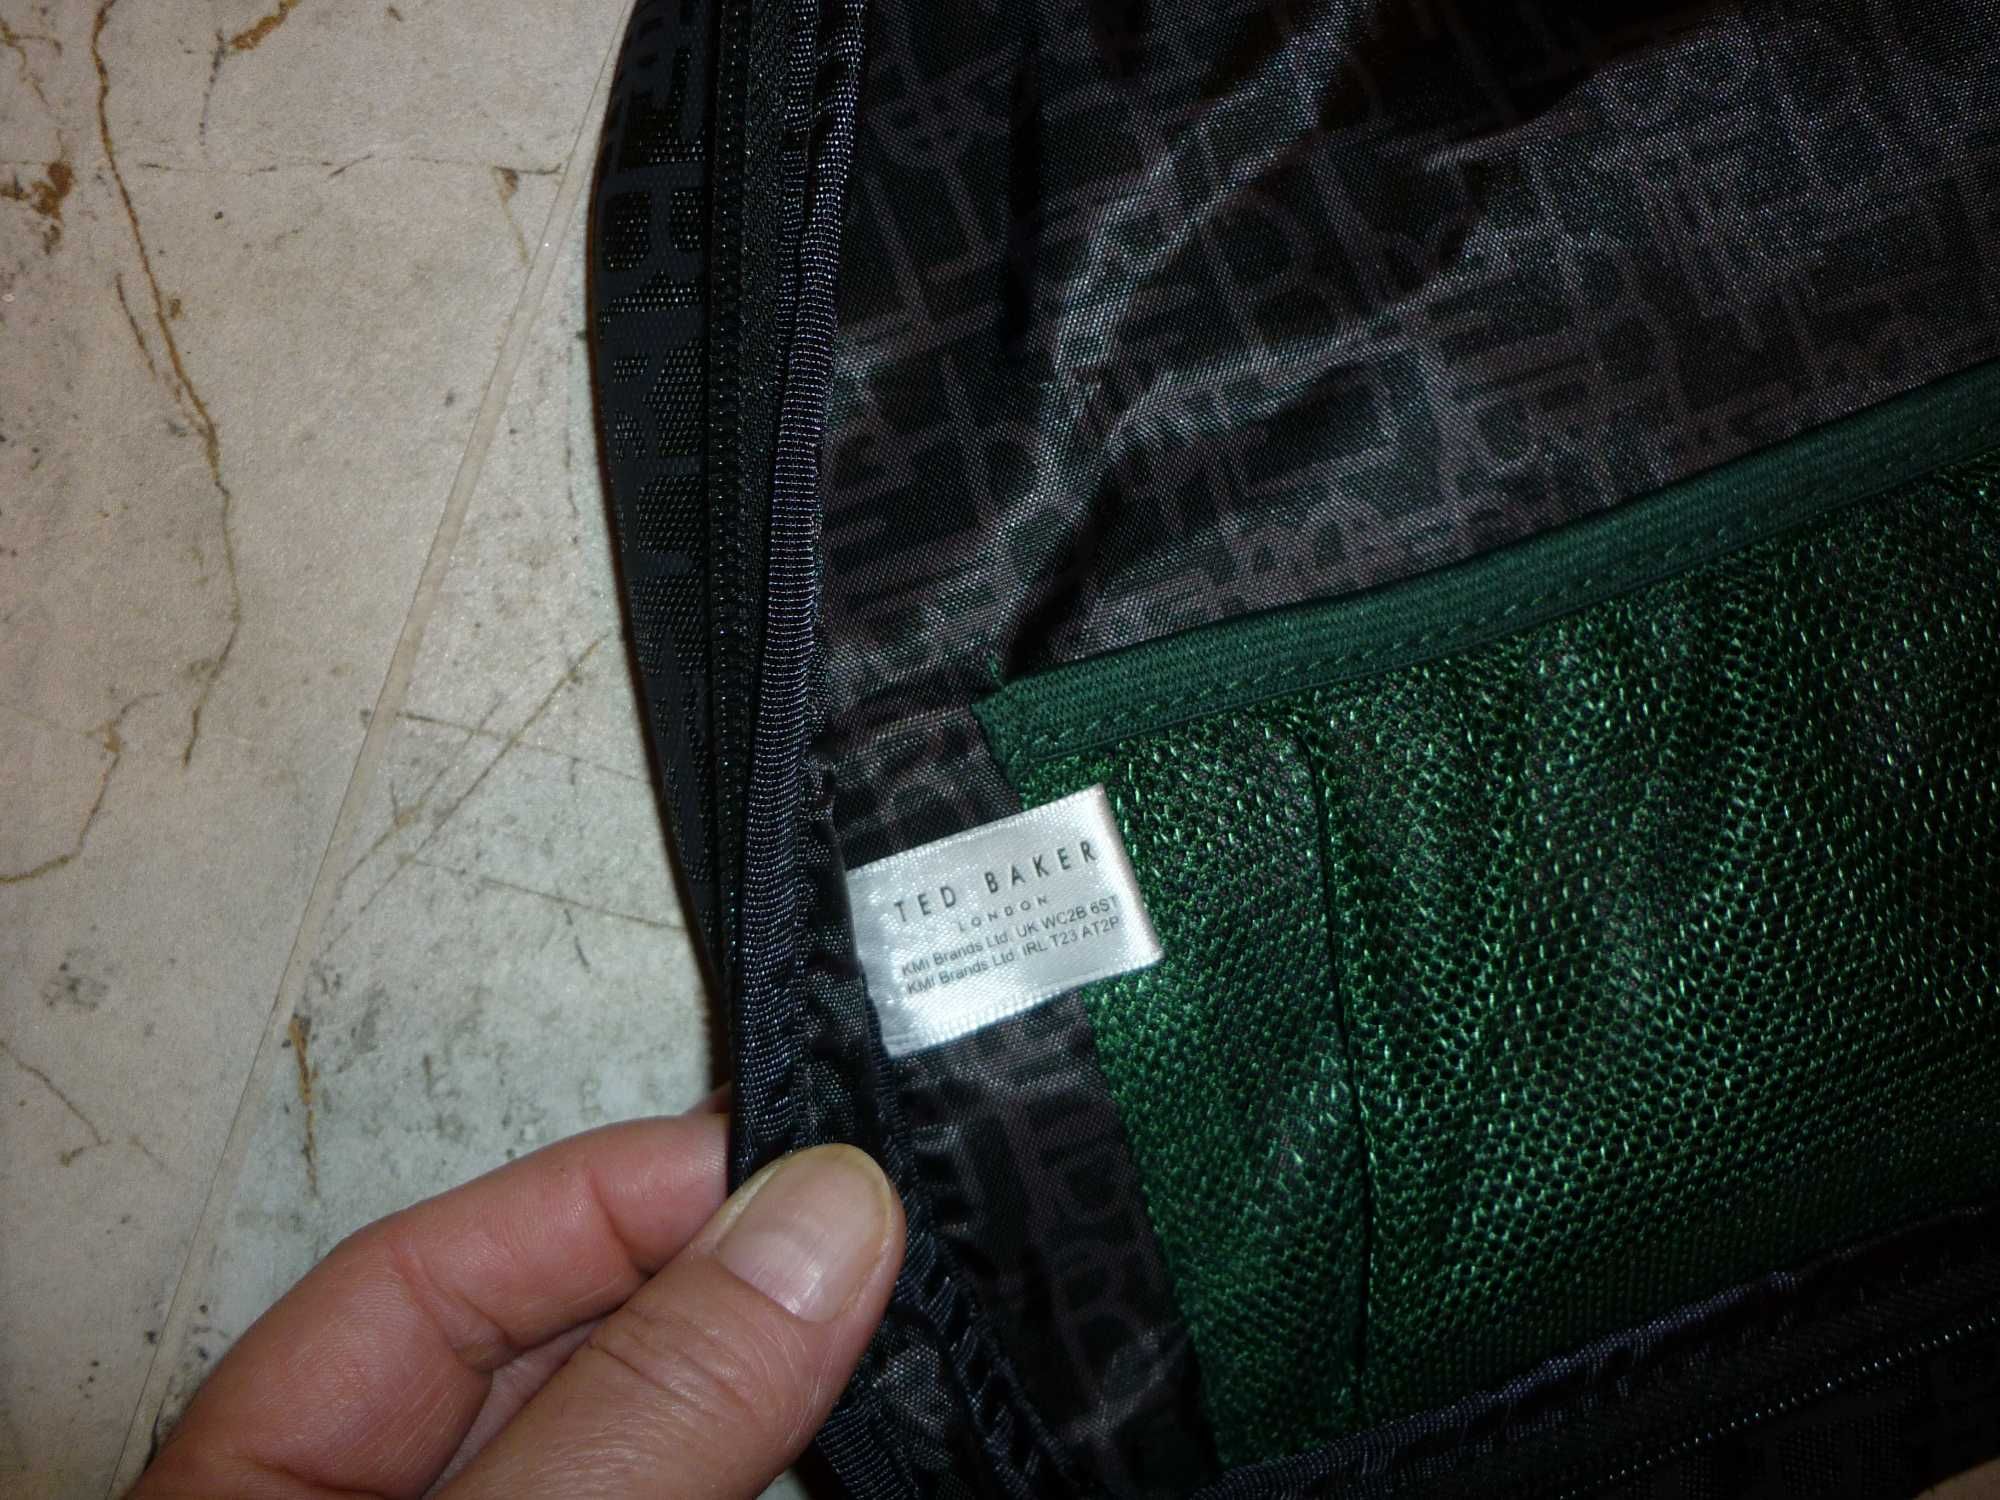 TED BAKER
LONDON
KMI Brands Ltd. UK WC2B 6ST
KMI Brands Ltd. IRL T23 AT2P